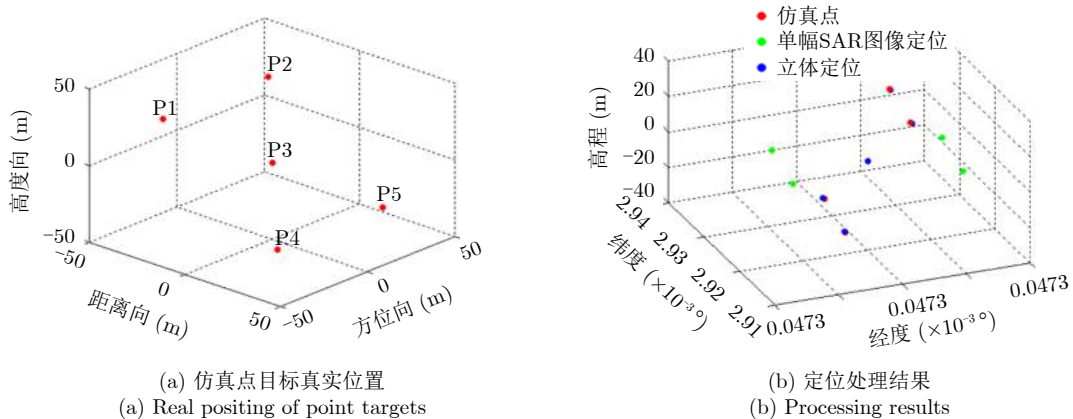 50
0
-50
高度向 (m)
P1
P2
P3
P4
P5
-50
0
50
距离向 (m)
-50
0
50
方位向 (m)
(a) 仿真点目标真实位置
(a) Real positing of point targets
仿真点
单幅SAR图像定位
立体定位
40
20
0
-20
-40
高程 (m)
2.94
2.93
2.92
2.91
纬度 (×10⁻³ °)
0.0473
0.0473
0.0473
经度 (×10⁻³ °)
(b) 定位处理结果
(b) Processing results